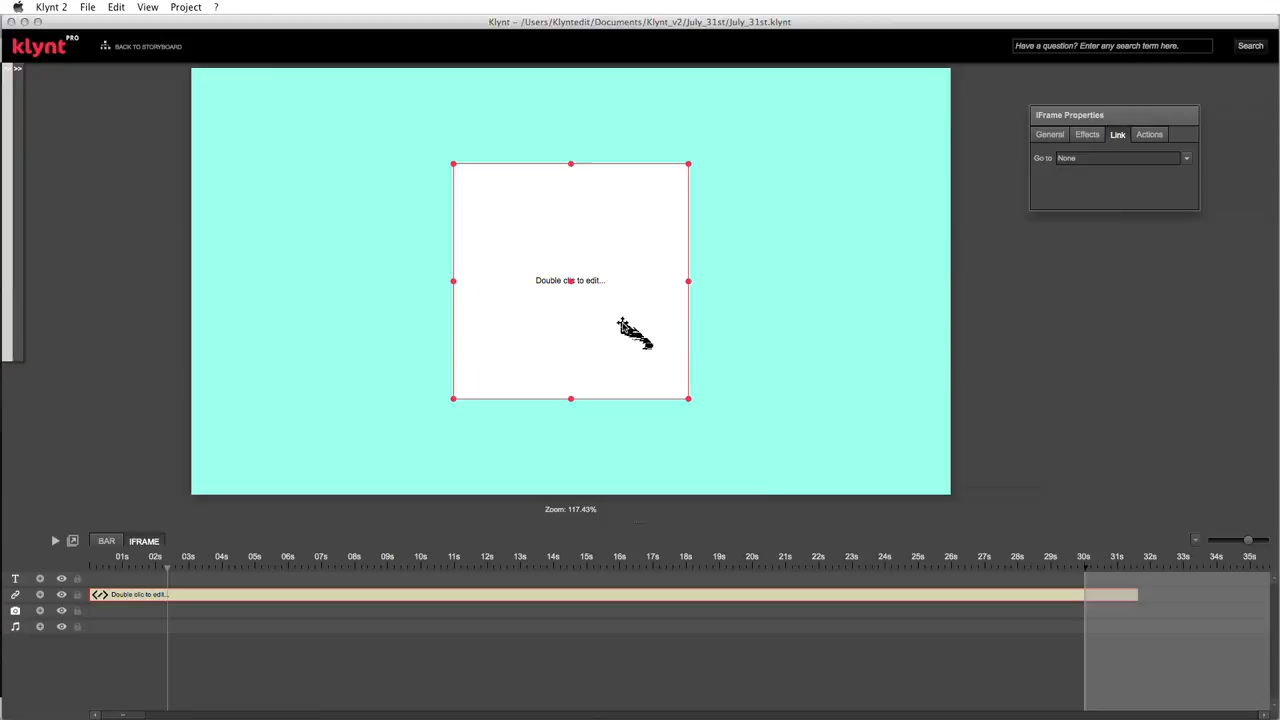 Klynt 2 File Edit View Project ?
Klynt – /Users/Klyntedit/Documents/Klynt_v2/July_31st/July_31st.klynt
klynt PRO BACK TO STORYBOARD Have a question? Enter any search term here. Search
>>
IFrame Properties
General Effects Link Actions
Go to None
Double clic to edit...
Zoom: 117.43%
BAR IFRAME
01s 02s 03s 04s 05s 06s 07s 08s 09s 10s 11s 12s 13s 14s 15s 16s 17s 18s 19s 20s 21s 22s 23s 24s 25s 26s 27s 28s 29s 30s 31s 32s 33s 34s 35s
T
Double clic to edit...